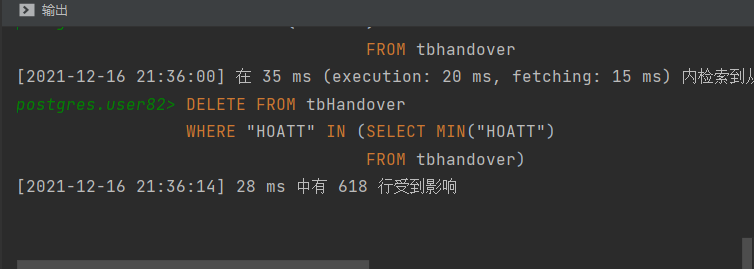 输出
FROM tbhandover
[2021-12-16 21:36:00] 在 35 ms (execution: 20 ms, fetching: 15 ms) 内检索到从
postgres.user82> DELETE FROM tbHandover
WHERE "HOATT" IN (SELECT MIN("HOATT")
FROM tbhandover)
[2021-12-16 21:36:14] 28 ms 中有 618 行受到影响